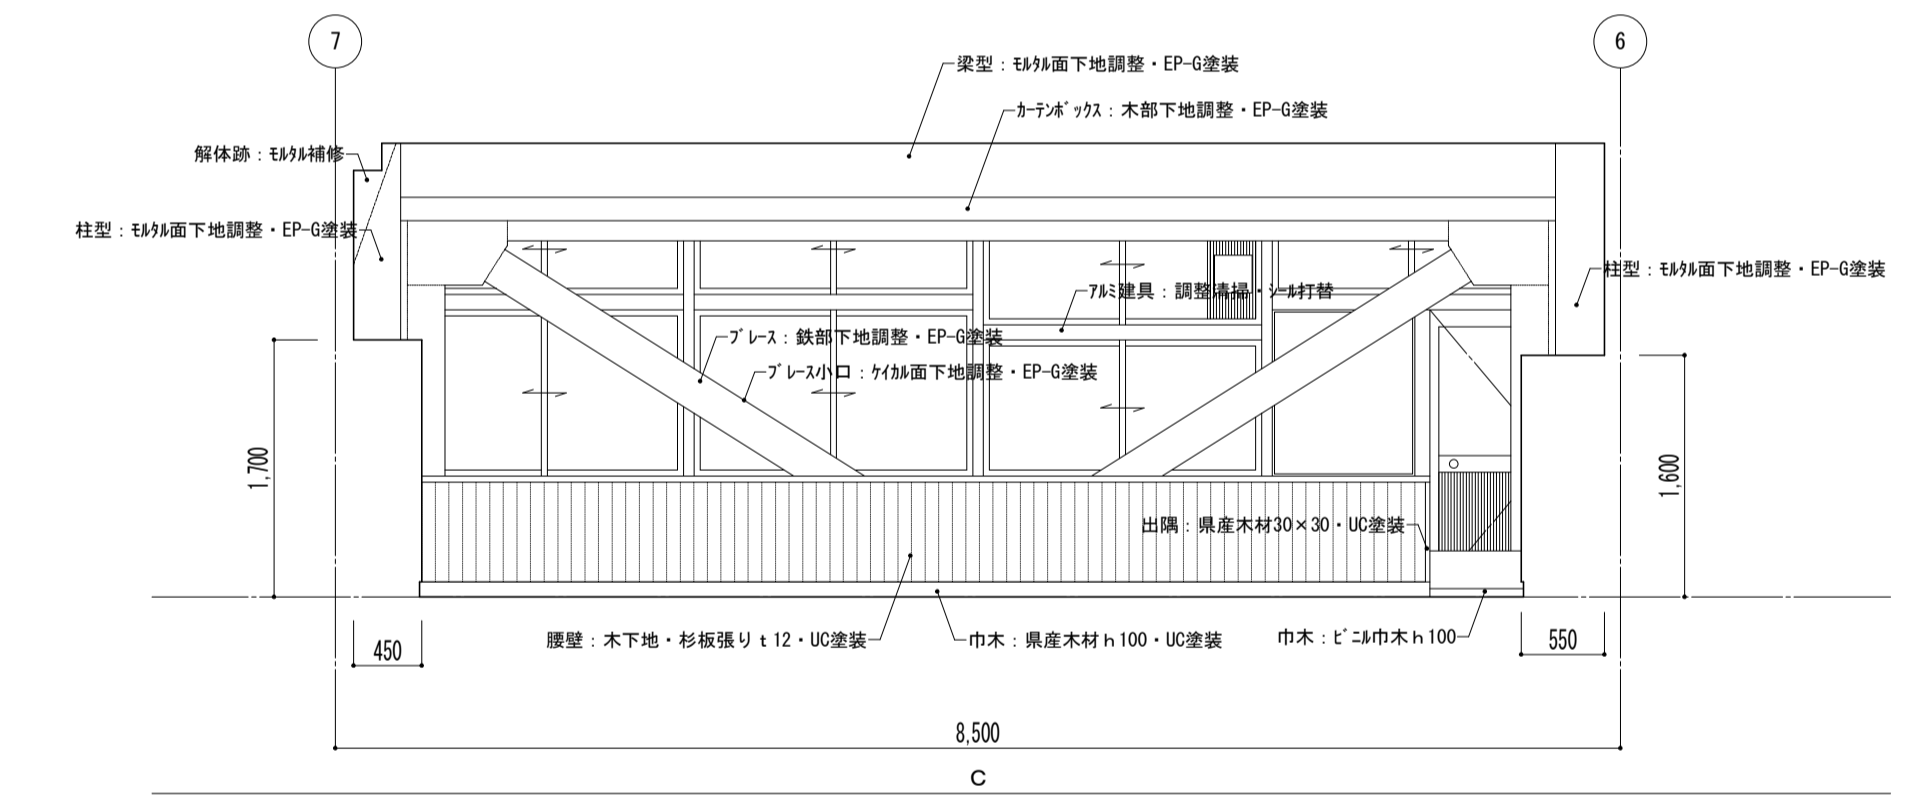 7
6
梁型：ﾓﾙﾀﾙ面下地調整・EP-G塗装
ｶｰﾃﾝﾎﾞｯｸｽ：木部下地調整・EP-G塗装
解体跡：ﾓﾙﾀﾙ補修
柱型：ﾓﾙﾀﾙ面下地調整・EP-G塗装
柱型：ﾓﾙﾀﾙ面下地調整・EP-G塗装
ｱﾙﾐ建具：調整清掃・ｼｰﾙ打替
ﾌﾞﾚｰｽ：鉄部下地調整・EP-G塗装
ﾌﾞﾚｰｽ小口：ｹｲｶﾙ面下地調整・EP-G塗装
1,700
1,600
出隅：県産木材30×30・UC塗装
腰壁：木下地・杉板張りｔ12・UC塗装
巾木：県産木材ｈ100・UC塗装
巾木：ﾋﾞﾆﾙ巾木ｈ100
450
550
8,500
C